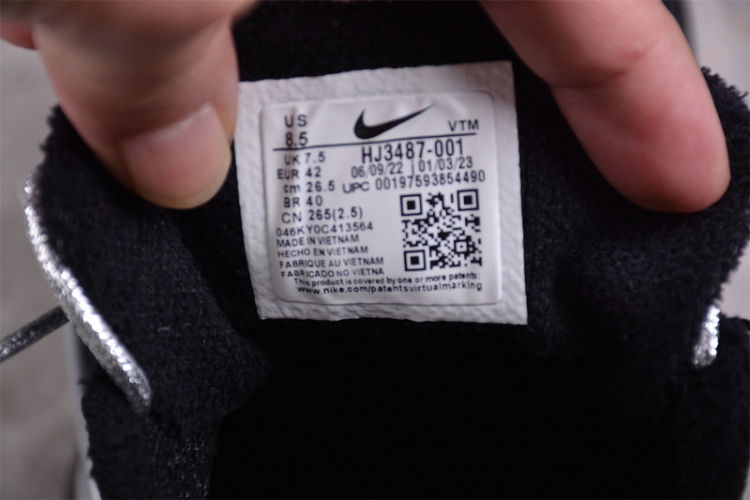 US
8.5
VTM
UK 7.5
HJ3487-001
EUR 42
06/09/22 | 01/03/23
cm 26.5
UPC 00197593854490
BR 40
CN 265(2.5)
046KY0C413564
MADE IN VIETNAM
HECHO EN VIETNAM
FABRIQUE AU VIETNAM
FABRICADO NO VIETNA
This product is covered by one or more patents:
www.nike.com/patentsvirtualmarking